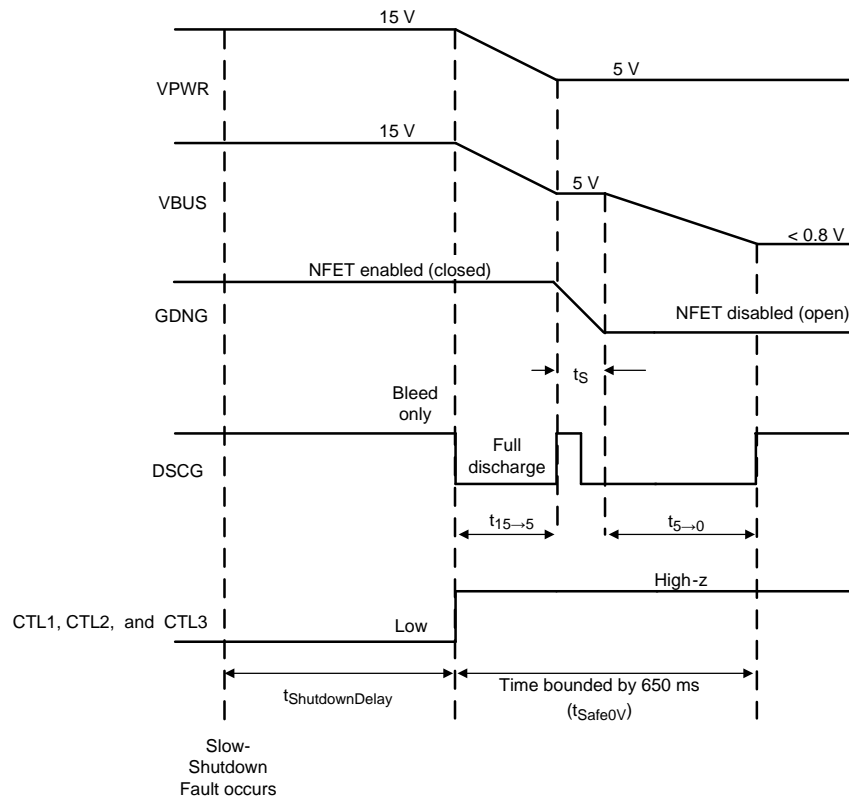 15 V
5 V
VPWR
15 V
5 V
VBUS
< 0.8 V
NFET enabled (closed)
GDNG
NFET disabled (open)
tS
Bleed
only
Full
discharge
DSCG
t15→5
t5→0
High-z
CTL1, CTL2, and CTL3
Low
tShutdownDelay
Time bounded by 650 ms
(tSafe0V)
Slow-
Shutdown
Fault occurs